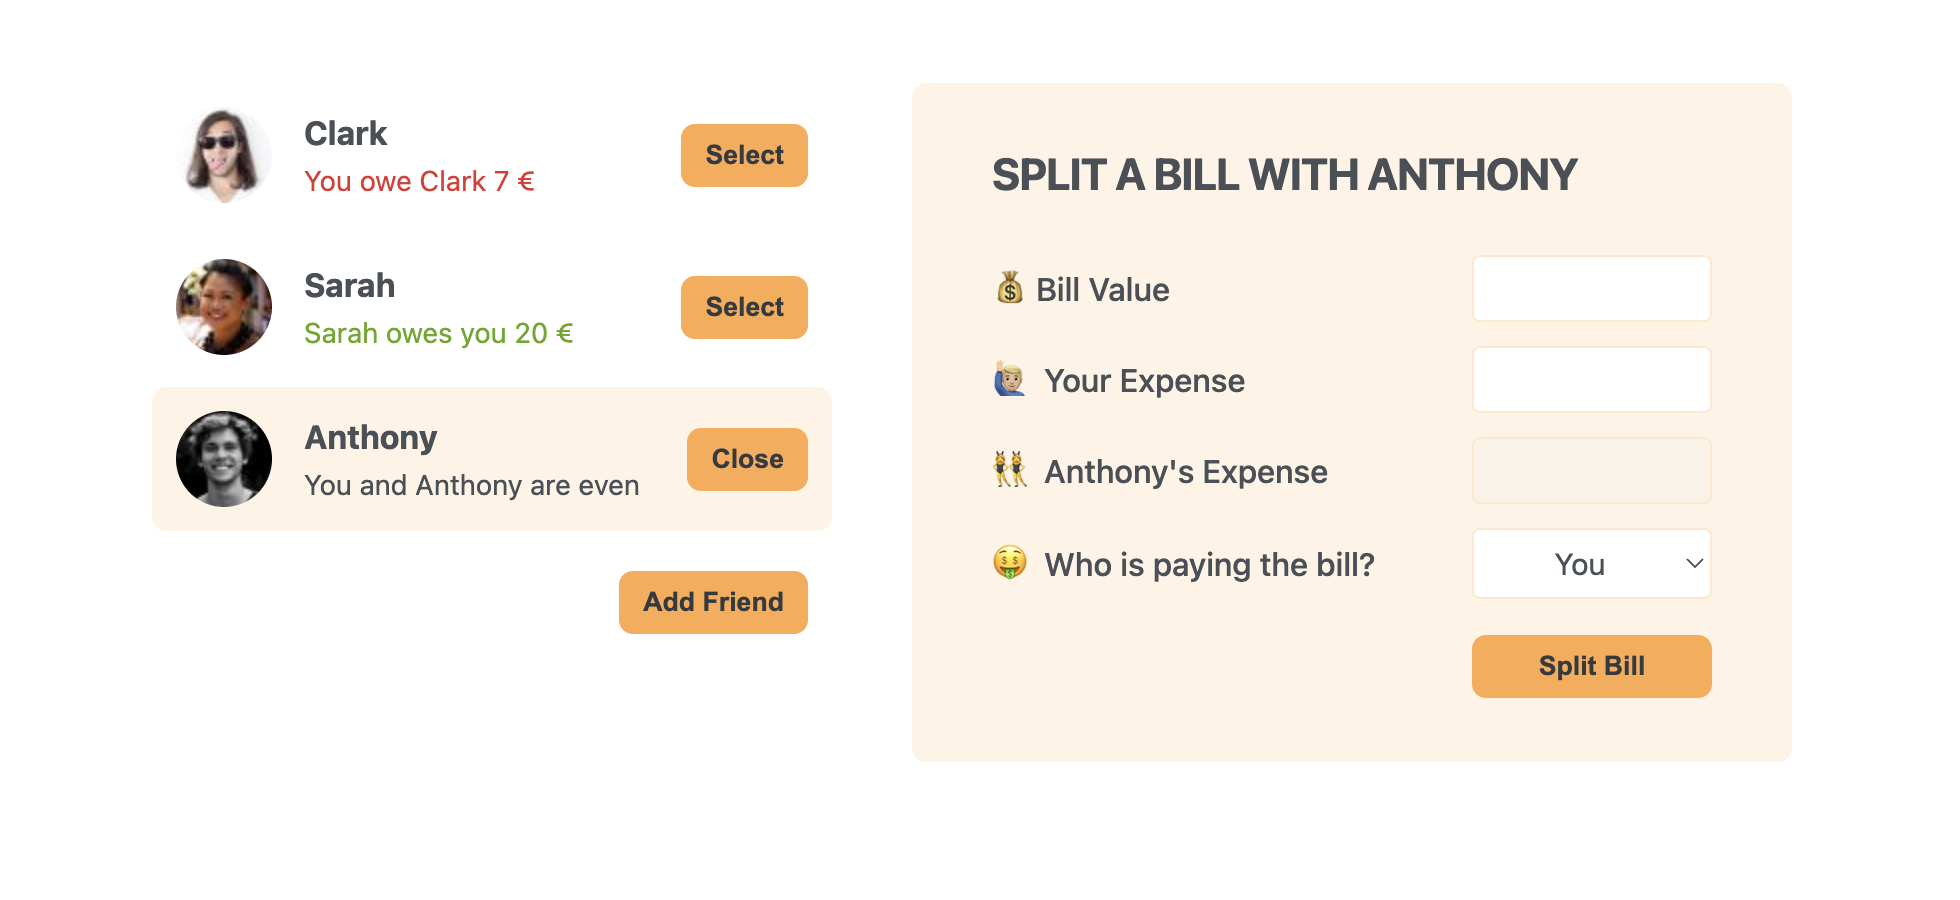 Clark
You owe Clark 7 €
Select
Sarah
Sarah owes you 20 €
Select
Anthony
You and Anthony are even
Close
Add Friend
SPLIT A BILL WITH ANTHONY
💰 Bill Value
🙋🏼‍♂️ Your Expense
👯 Anthony's Expense
🤑 Who is paying the bill?
You
Split Bill